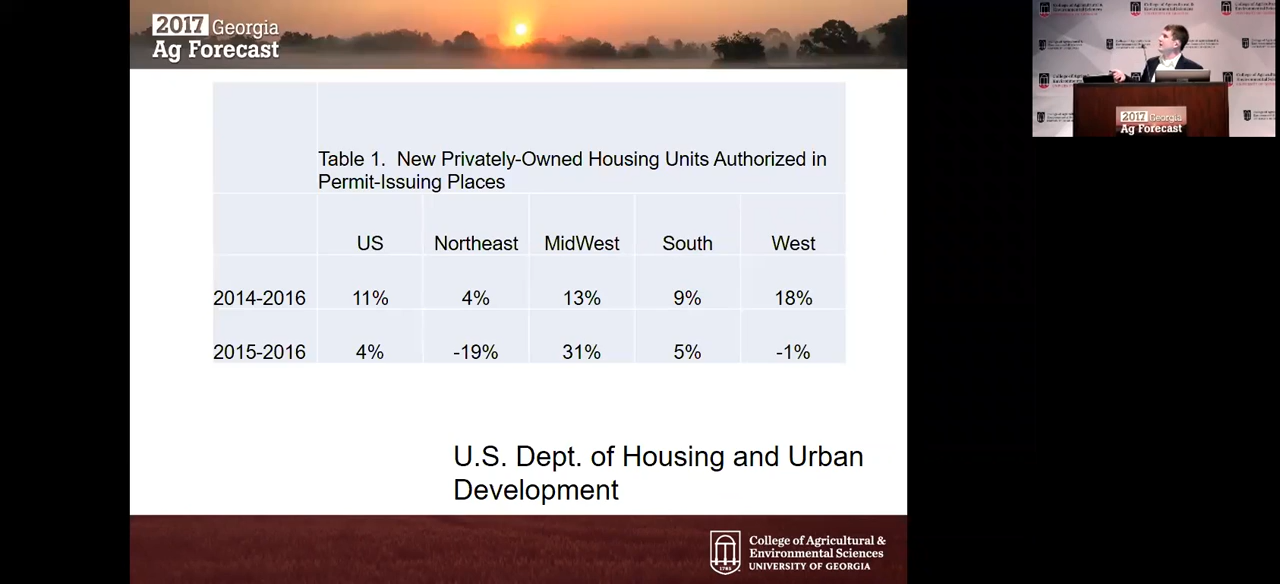 2017 Georgia
Ag Forecast
Table 1. New Privately-Owned Housing Units Authorized in
Permit-Issuing Places
US Northeast MidWest South West
2014-2016 11% 4% 13% 9% 18%
2015-2016 4% -19% 31% 5% -1%
U.S. Dept. of Housing and Urban
Development
College of Agricultural &
Environmental Sciences
UNIVERSITY OF GEORGIA
2017 Georgia
Ag Forecast